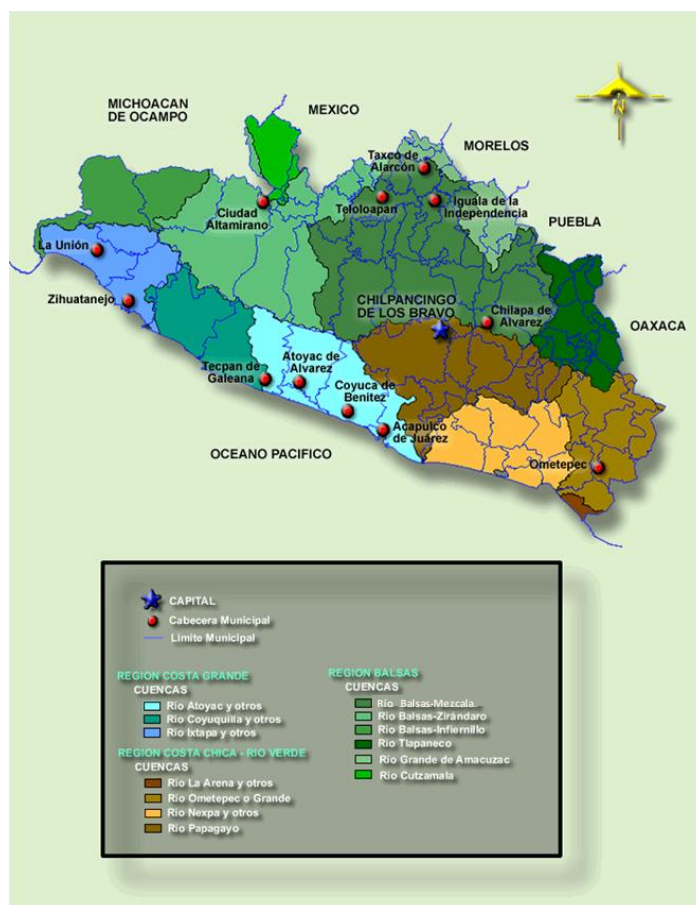 MICHOACAN
DE OCAMPO
MEXICO
N
MORELOS
Taxco de
Alarcón
Teloloapan
Iguala de la
Independencia
Ciudad
Altamirano
PUEBLA
La Unión
Zihuatanejo
CHILPANCINGO
DE LOS BRAVO
Chilapa de
Alvarez
OAXACA
Tecpan de
Galeana
Atoyac de
Alvarez
Coyuca de
Benitez
Acapulco
de Juárez
OCEANO PACIFICO
Ometepec
CAPITAL
Cabecera Municipal
Límite Municipal
REGION COSTA GRANDE
CUENCAS
Río Atoyac y otros
Río Coyuquilla y otros
Río Ixtapa y otros
REGION COSTA CHICA - RIO VERDE
CUENCAS
Río La Arena y otros
Río Ometepec o Grande
Río Nexpa y otros
Río Papagayo
REGION BALSAS
CUENCAS
Río Balsas-Mezcala
Río Balsas-Zirándaro
Río Balsas-Infiernillo
Río Tlapaneco
Río Grande de Amacuzac
Río Cutzamala